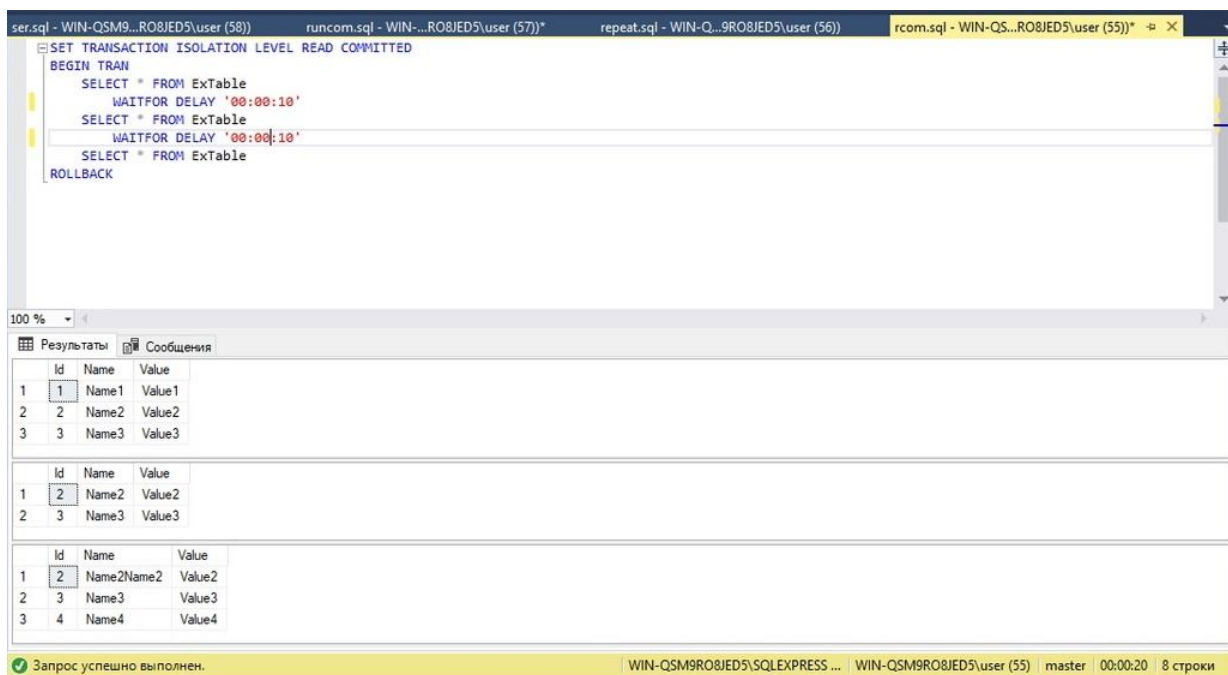 ser.sql - WIN-QSM9...RO8JED5\user (58)) runcom.sql - WIN-...RO8JED5\user (57))* repeat.sql - WIN-Q...9RO8JED5\user (56)) rcom.sql - WIN-QS...RO8JED5\user (55))*
SET TRANSACTION ISOLATION LEVEL READ COMMITTED
BEGIN TRAN
SELECT * FROM ExTable
WAITFOR DELAY '00:00:10'
SELECT * FROM ExTable
WAITFOR DELAY '00:00:10'
SELECT * FROM ExTable
ROLLBACK
100 %
Результаты Сообщения
Id Name Value
1 1 Name1 Value1
2 2 Name2 Value2
3 3 Name3 Value3
Id Name Value
1 2 Name2 Value2
2 3 Name3 Value3
Id Name Value
1 2 Name2Name2 Value2
2 3 Name3 Value3
3 4 Name4 Value4
Запрос успешно выполнен. WIN-QSM9RO8JED5\SQLEXPRESS ... WIN-QSM9RO8JED5\user (55) master 00:00:20 8 строки